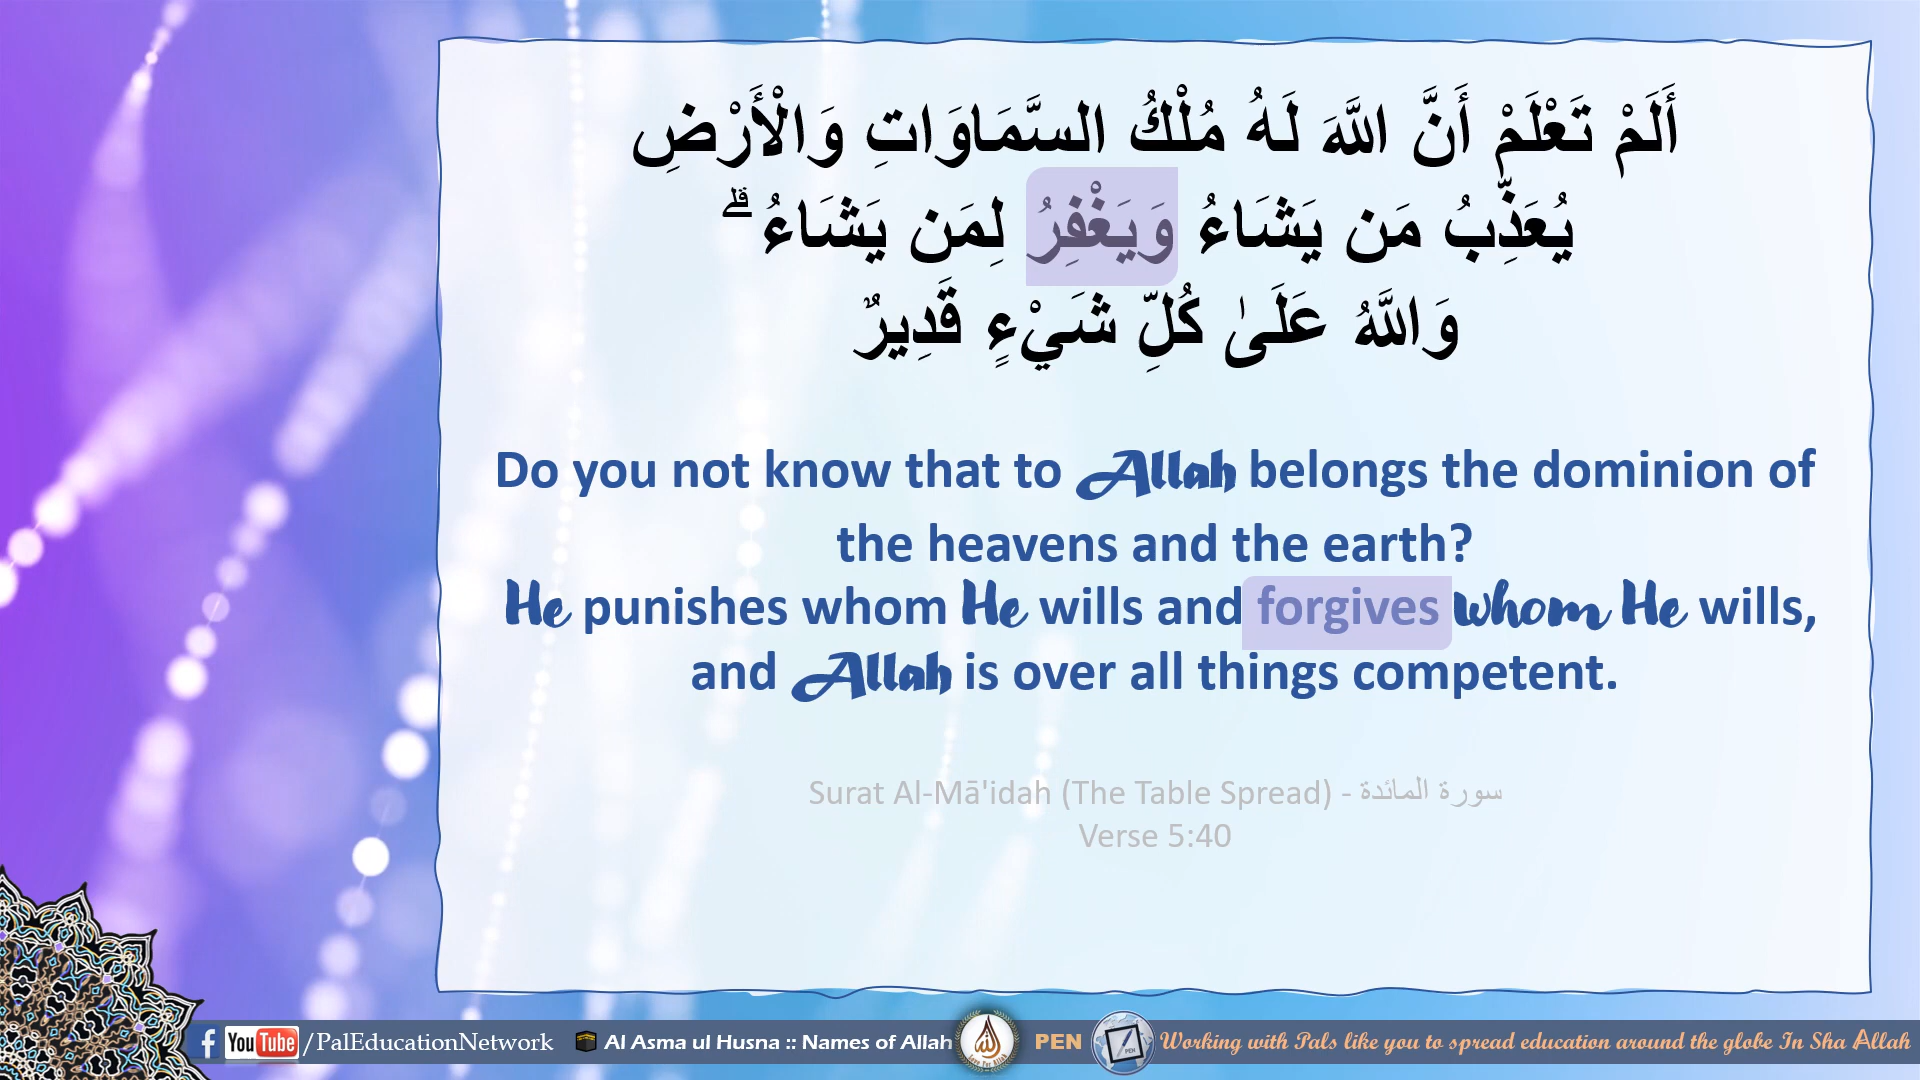 أَلَمْ تَعْلَمْ أَنَّ اللَّهَ لَهُ مُلْكُ السَّمَاوَاتِ وَالْأَرْضِ
يُعَذِّبُ مَن يَشَاءُ وَيَغْفِرُ لِمَن يَشَاءُ ۗ
وَاللَّهُ عَلَىٰ كُلِّ شَيْءٍ قَدِيرٌ
Do you not know that to Allah belongs the dominion of
the heavens and the earth?
He punishes whom He wills and forgives whom He wills,
and Allah is over all things competent.
Surat Al-Mā'idah (The Table Spread) - سورة المائدة
Verse 5:40
f YouTube /PalEducationNetwork Al Asma ul Husna :: Names of Allah PEN Working with Pals like you to spread education around the globe In Sha Allah